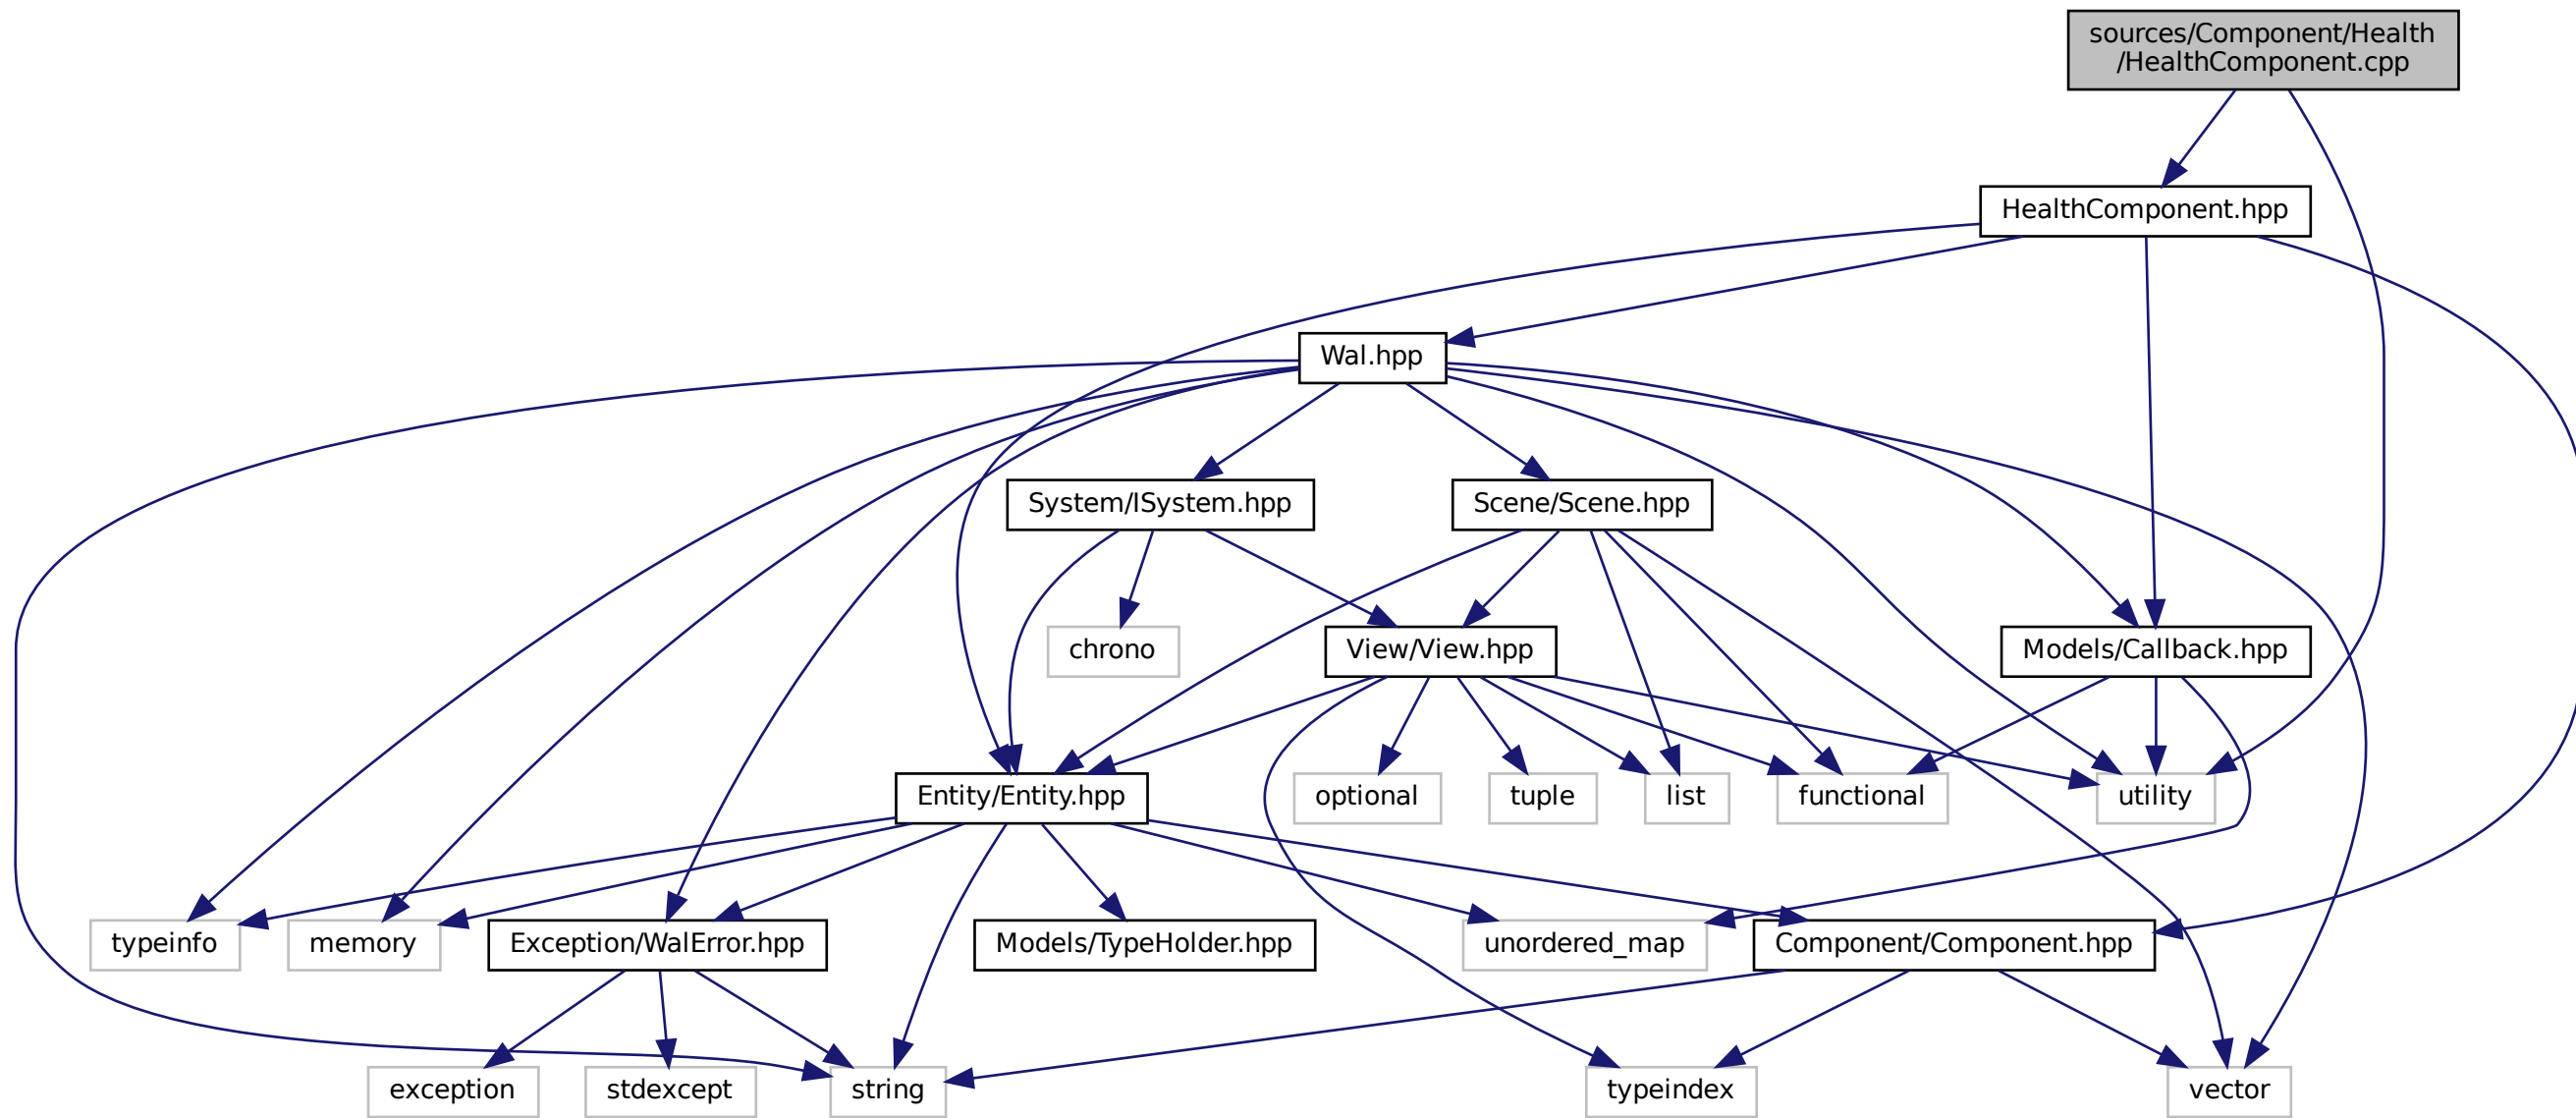 sources/Component/Health
/HealthComponent.cpp
HealthComponent.hpp
Wal.hpp
System/ISystem.hpp
Scene/Scene.hpp
chrono
View/View.hpp
Models/Callback.hpp
Entity/Entity.hpp
optional
tuple
list
functional
utility
typeinfo
memory
Exception/WalError.hpp
Models/TypeHolder.hpp
unordered_map
Component/Component.hpp
exception
stdexcept
string
typeindex
vector